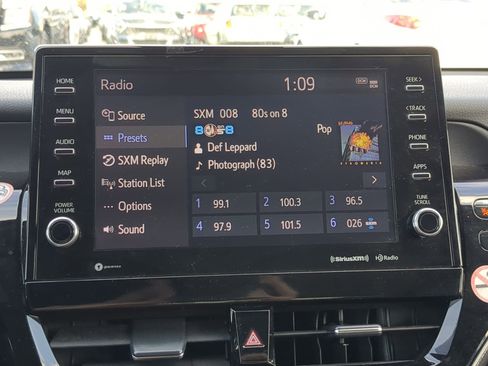 Radio 1:09
HOME
MENU
AUDIO
MAP
POWER
VOLUME
Source
Presets
SXM Replay
Station List
Options
Sound
SXM 008 80s on 8
Pop
Def Leppard
Photograph (83)
1 99.1
2 100.3
3 96.5
4 97.9
5 101.5
6 026
SEEK
TRACK
PHONE
APPS
TUNE
SCROLL
SiriusXM
HD Radio